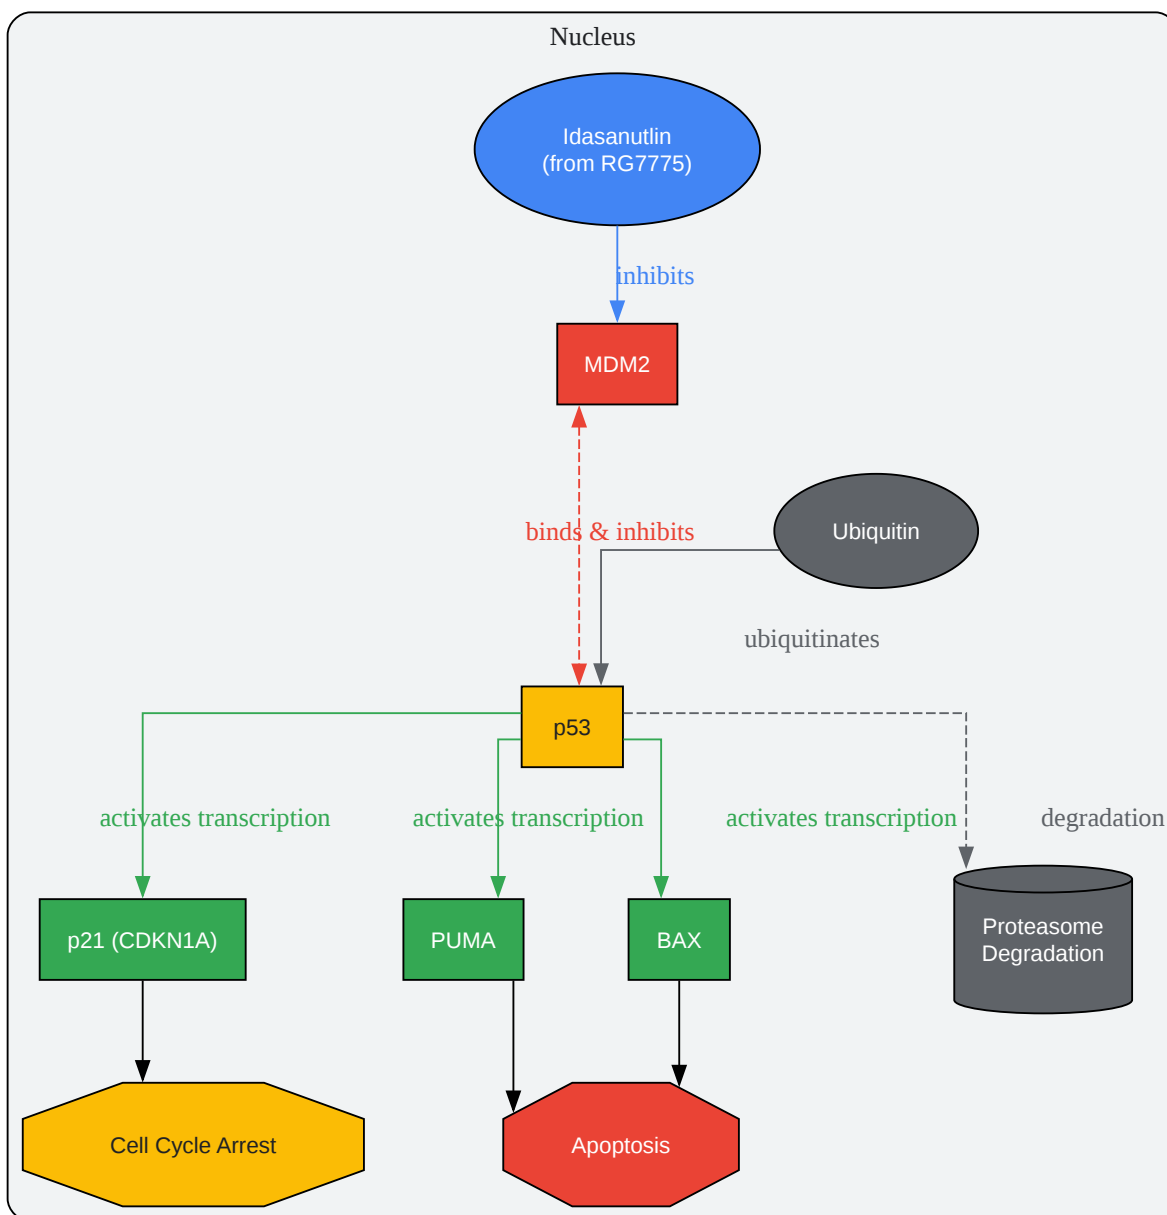 Nucleus
Idasanutlin
(from RG7775)
inhibits
MDM2
binds & inhibits
Ubiquitin
ubiquitinates
p53
activates transcription
activates transcription
activates transcription
degradation
p21 (CDKN1A)
PUMA
BAX
Proteasome
Degradation
Cell Cycle Arrest
Apoptosis